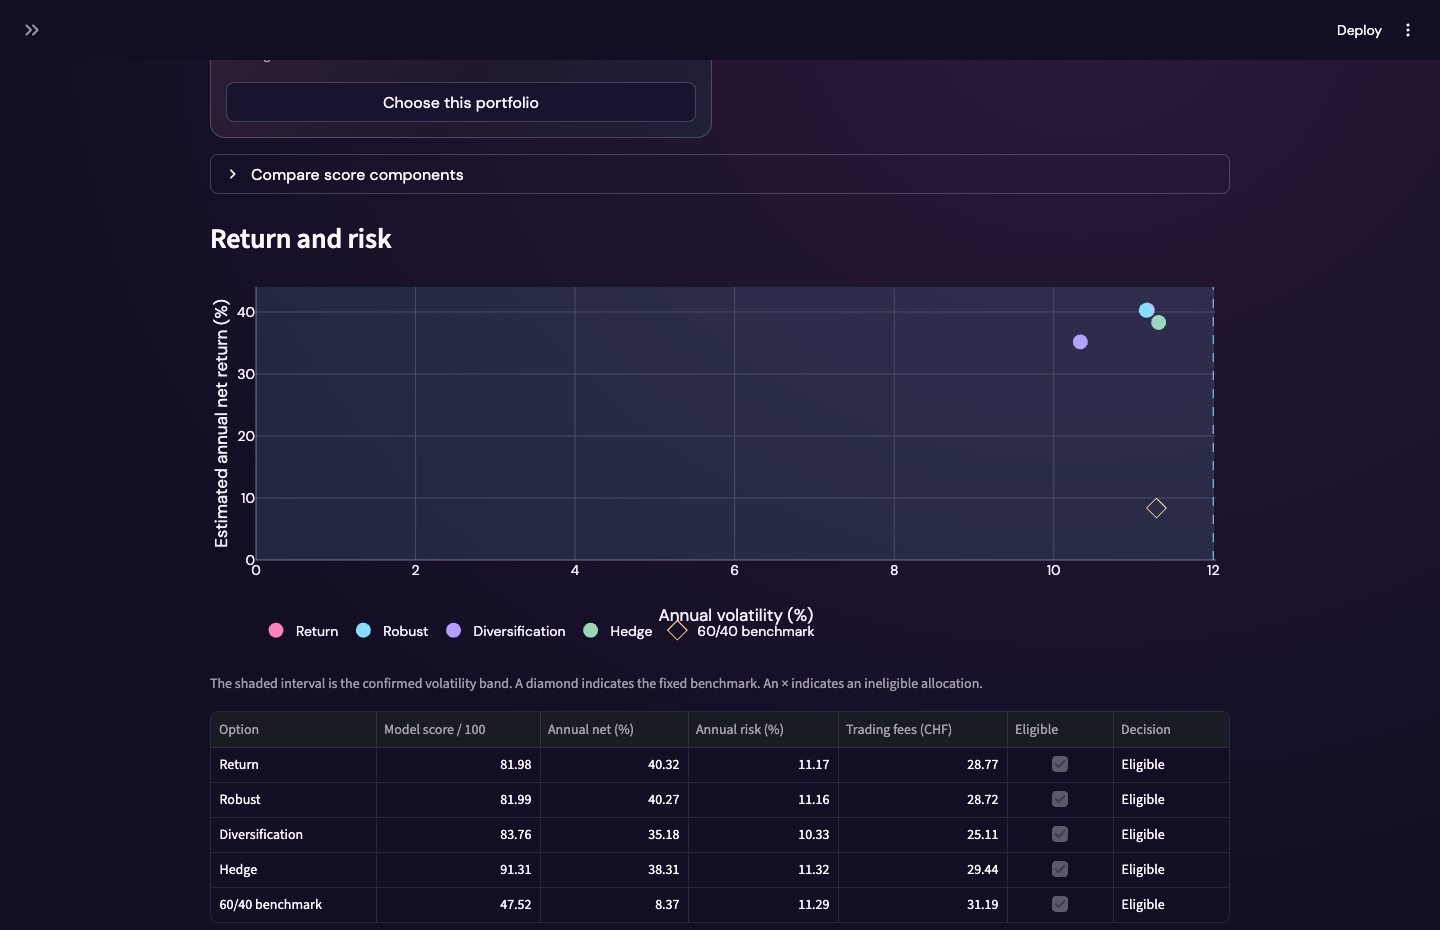 Deploy
Choose this portfolio
Compare score components
Return and risk
Estimated annual net return (%)
40
30
20
10
0
0 2 4 6 8 10 12
Annual volatility (%)
Return Robust Diversification Hedge 60/40 benchmark
The shaded interval is the confirmed volatility band. A diamond indicates the fixed benchmark. An × indicates an ineligible allocation.
Option Model score / 100 Annual net (%) Annual risk (%) Trading fees (CHF) Eligible Decision
Return 81.98 40.32 11.17 28.77 Eligible
Robust 81.99 40.27 11.16 28.72 Eligible
Diversification 83.76 35.18 10.33 25.11 Eligible
Hedge 91.31 38.31 11.32 29.44 Eligible
60/40 benchmark 47.52 8.37 11.29 31.19 Eligible